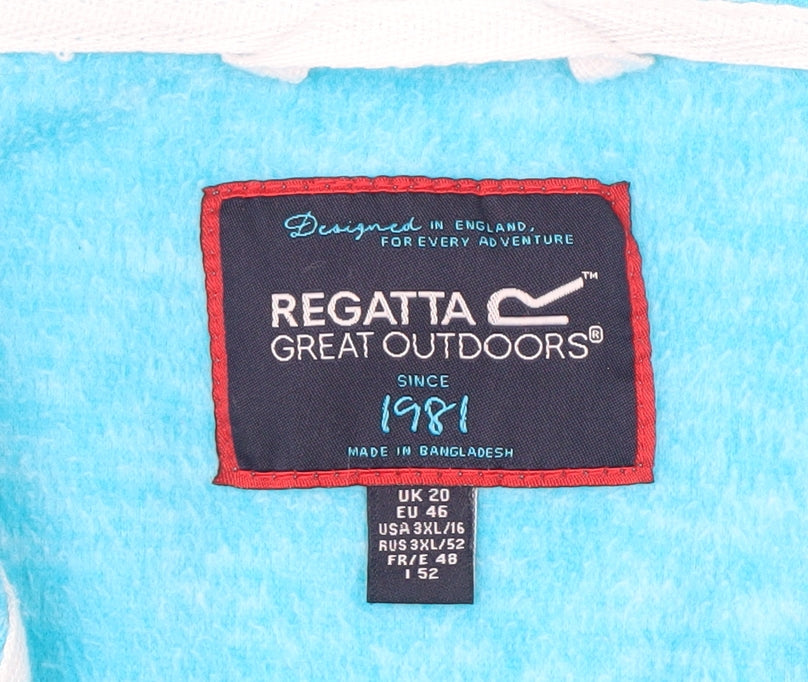 Designed IN ENGLAND,
FOR EVERY ADVENTURE
REGATTA ™
GREAT OUTDOORS®
SINCE
1981
MADE IN BANGLADESH
UK 20
EU 46
USA 3XL/16
RUS 3XL/52
FR/E 48
I 52